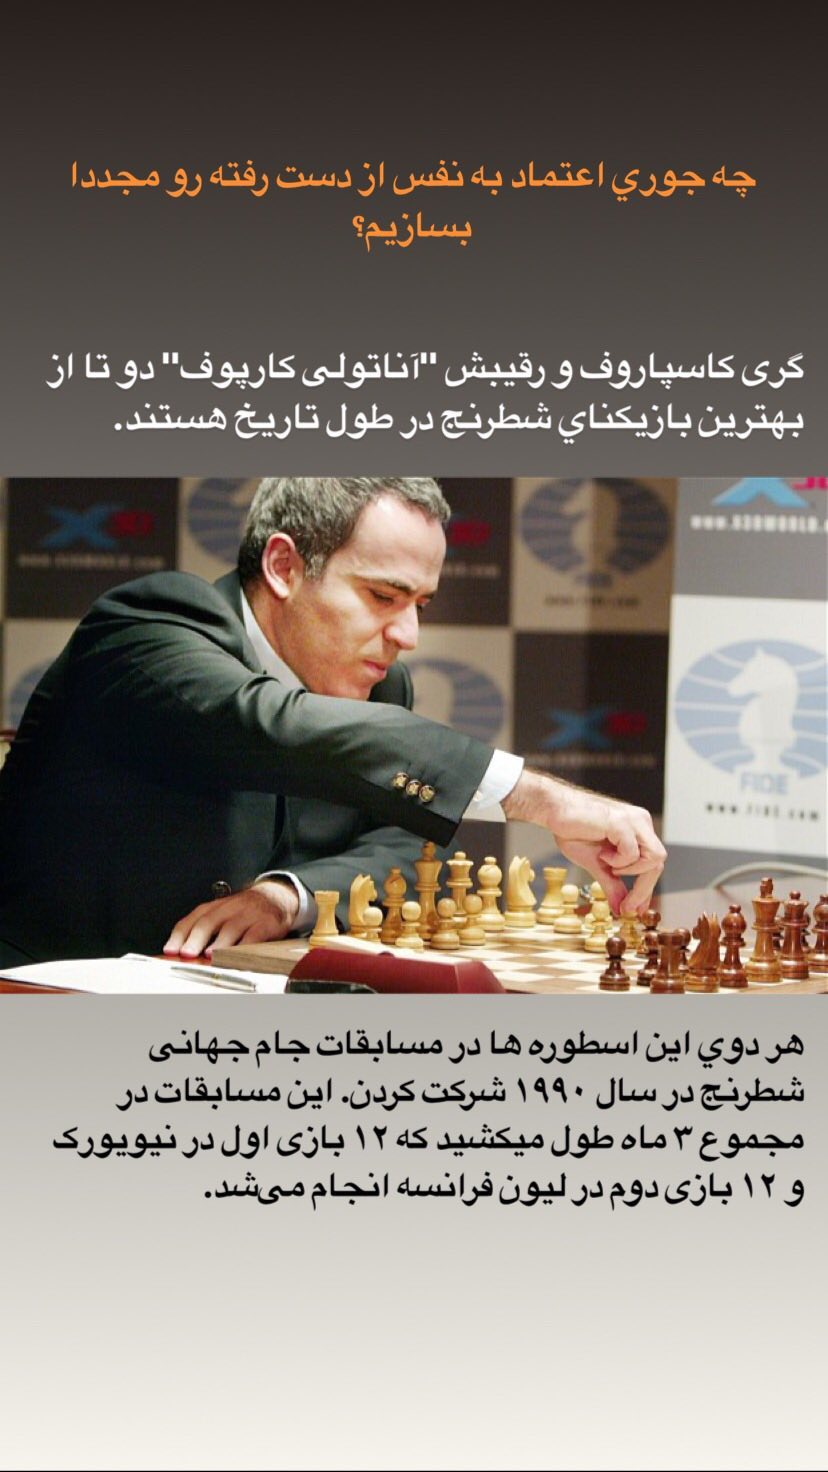 چه جوري اعتماد به نفس از دست رفته رو مجددا
بسازيم؟
گری کاسپاروف و رقیبش "آناتولی کارپوف" دو تا از
بهترین بازیکنای شطرنج در طول تاریخ هستند.
FIDE
FIDE
www.FIDE.com
هر دوي این اسطوره ها در مسابقات جام جهانی
شطرنج در سال ۱۹۹۰ شرکت کردن. این مسابقات در
مجموع ۳ ماه طول میکشید که ۱۲ بازی اول در نیویورک
و ۱۲ بازی دوم در لیون فرانسه انجام می‌شد.